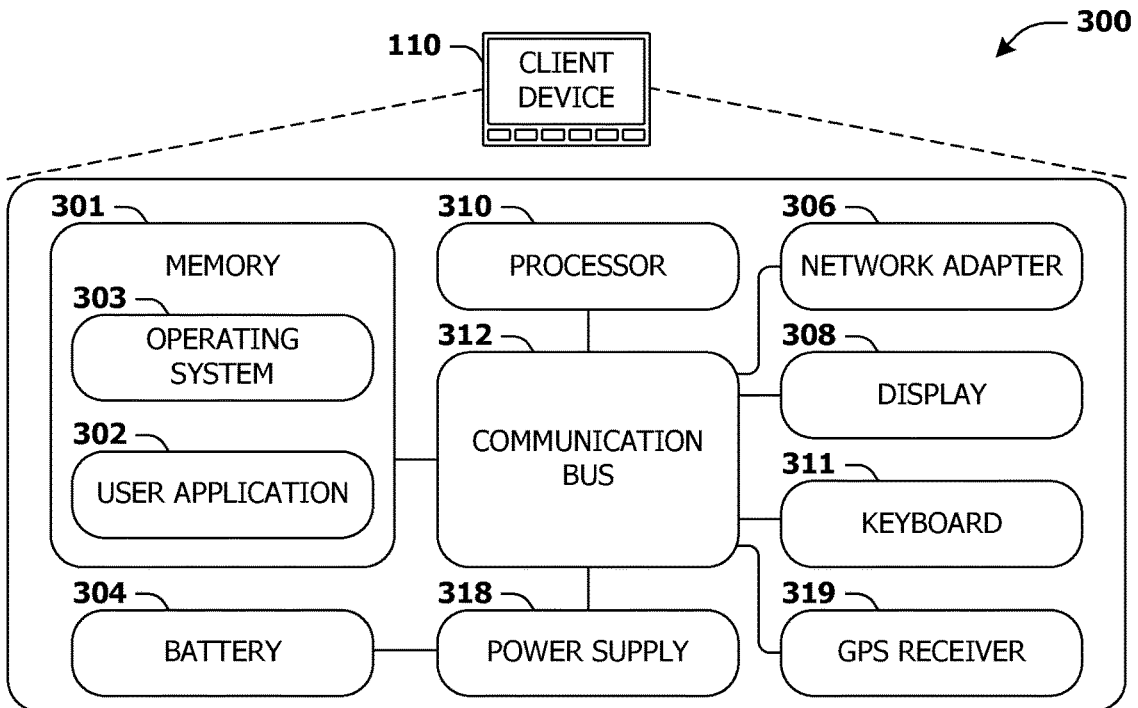 300
110
CLIENT
DEVICE
301
MEMORY
303
OPERATING
SYSTEM
302
USER APPLICATION
310
PROCESSOR
306
NETWORK ADAPTER
312
COMMUNICATION
BUS
308
DISPLAY
311
KEYBOARD
304
BATTERY
318
POWER SUPPLY
319
GPS RECEIVER